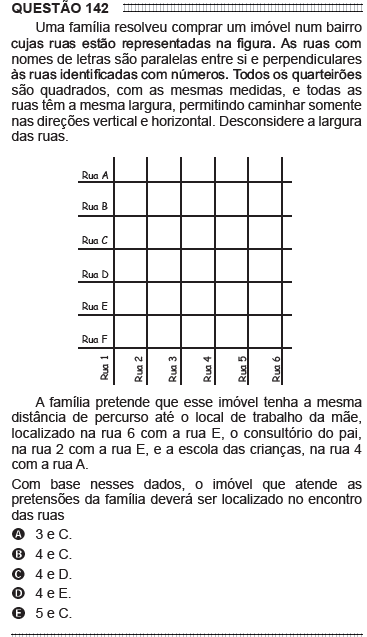 QUESTÃO 142
Uma família resolveu comprar um imóvel num bairro
cujas ruas estão representadas na figura. As ruas com
nomes de letras são paralelas entre si e perpendiculares
às ruas identificadas com números. Todos os quarteirões
são quadrados, com as mesmas medidas, e todas as
ruas têm a mesma largura, permitindo caminhar somente
nas direções vertical e horizontal. Desconsidere a largura
das ruas.
Rua A
Rua B
Rua C
Rua D
Rua E
Rua F
Rua 1
Rua 2
Rua 3
Rua 4
Rua 5
Rua 6
A família pretende que esse imóvel tenha a mesma
distância de percurso até o local de trabalho da mãe,
localizado na rua 6 com a rua E, o consultório do pai,
na rua 2 com a rua E, e a escola das crianças, na rua 4
com a rua A.
Com base nesses dados, o imóvel que atende as
pretensões da família deverá ser localizado no encontro
das ruas
A 3 e C.
B 4 e C.
C 4 e D.
D 4 e E.
E 5 e C.